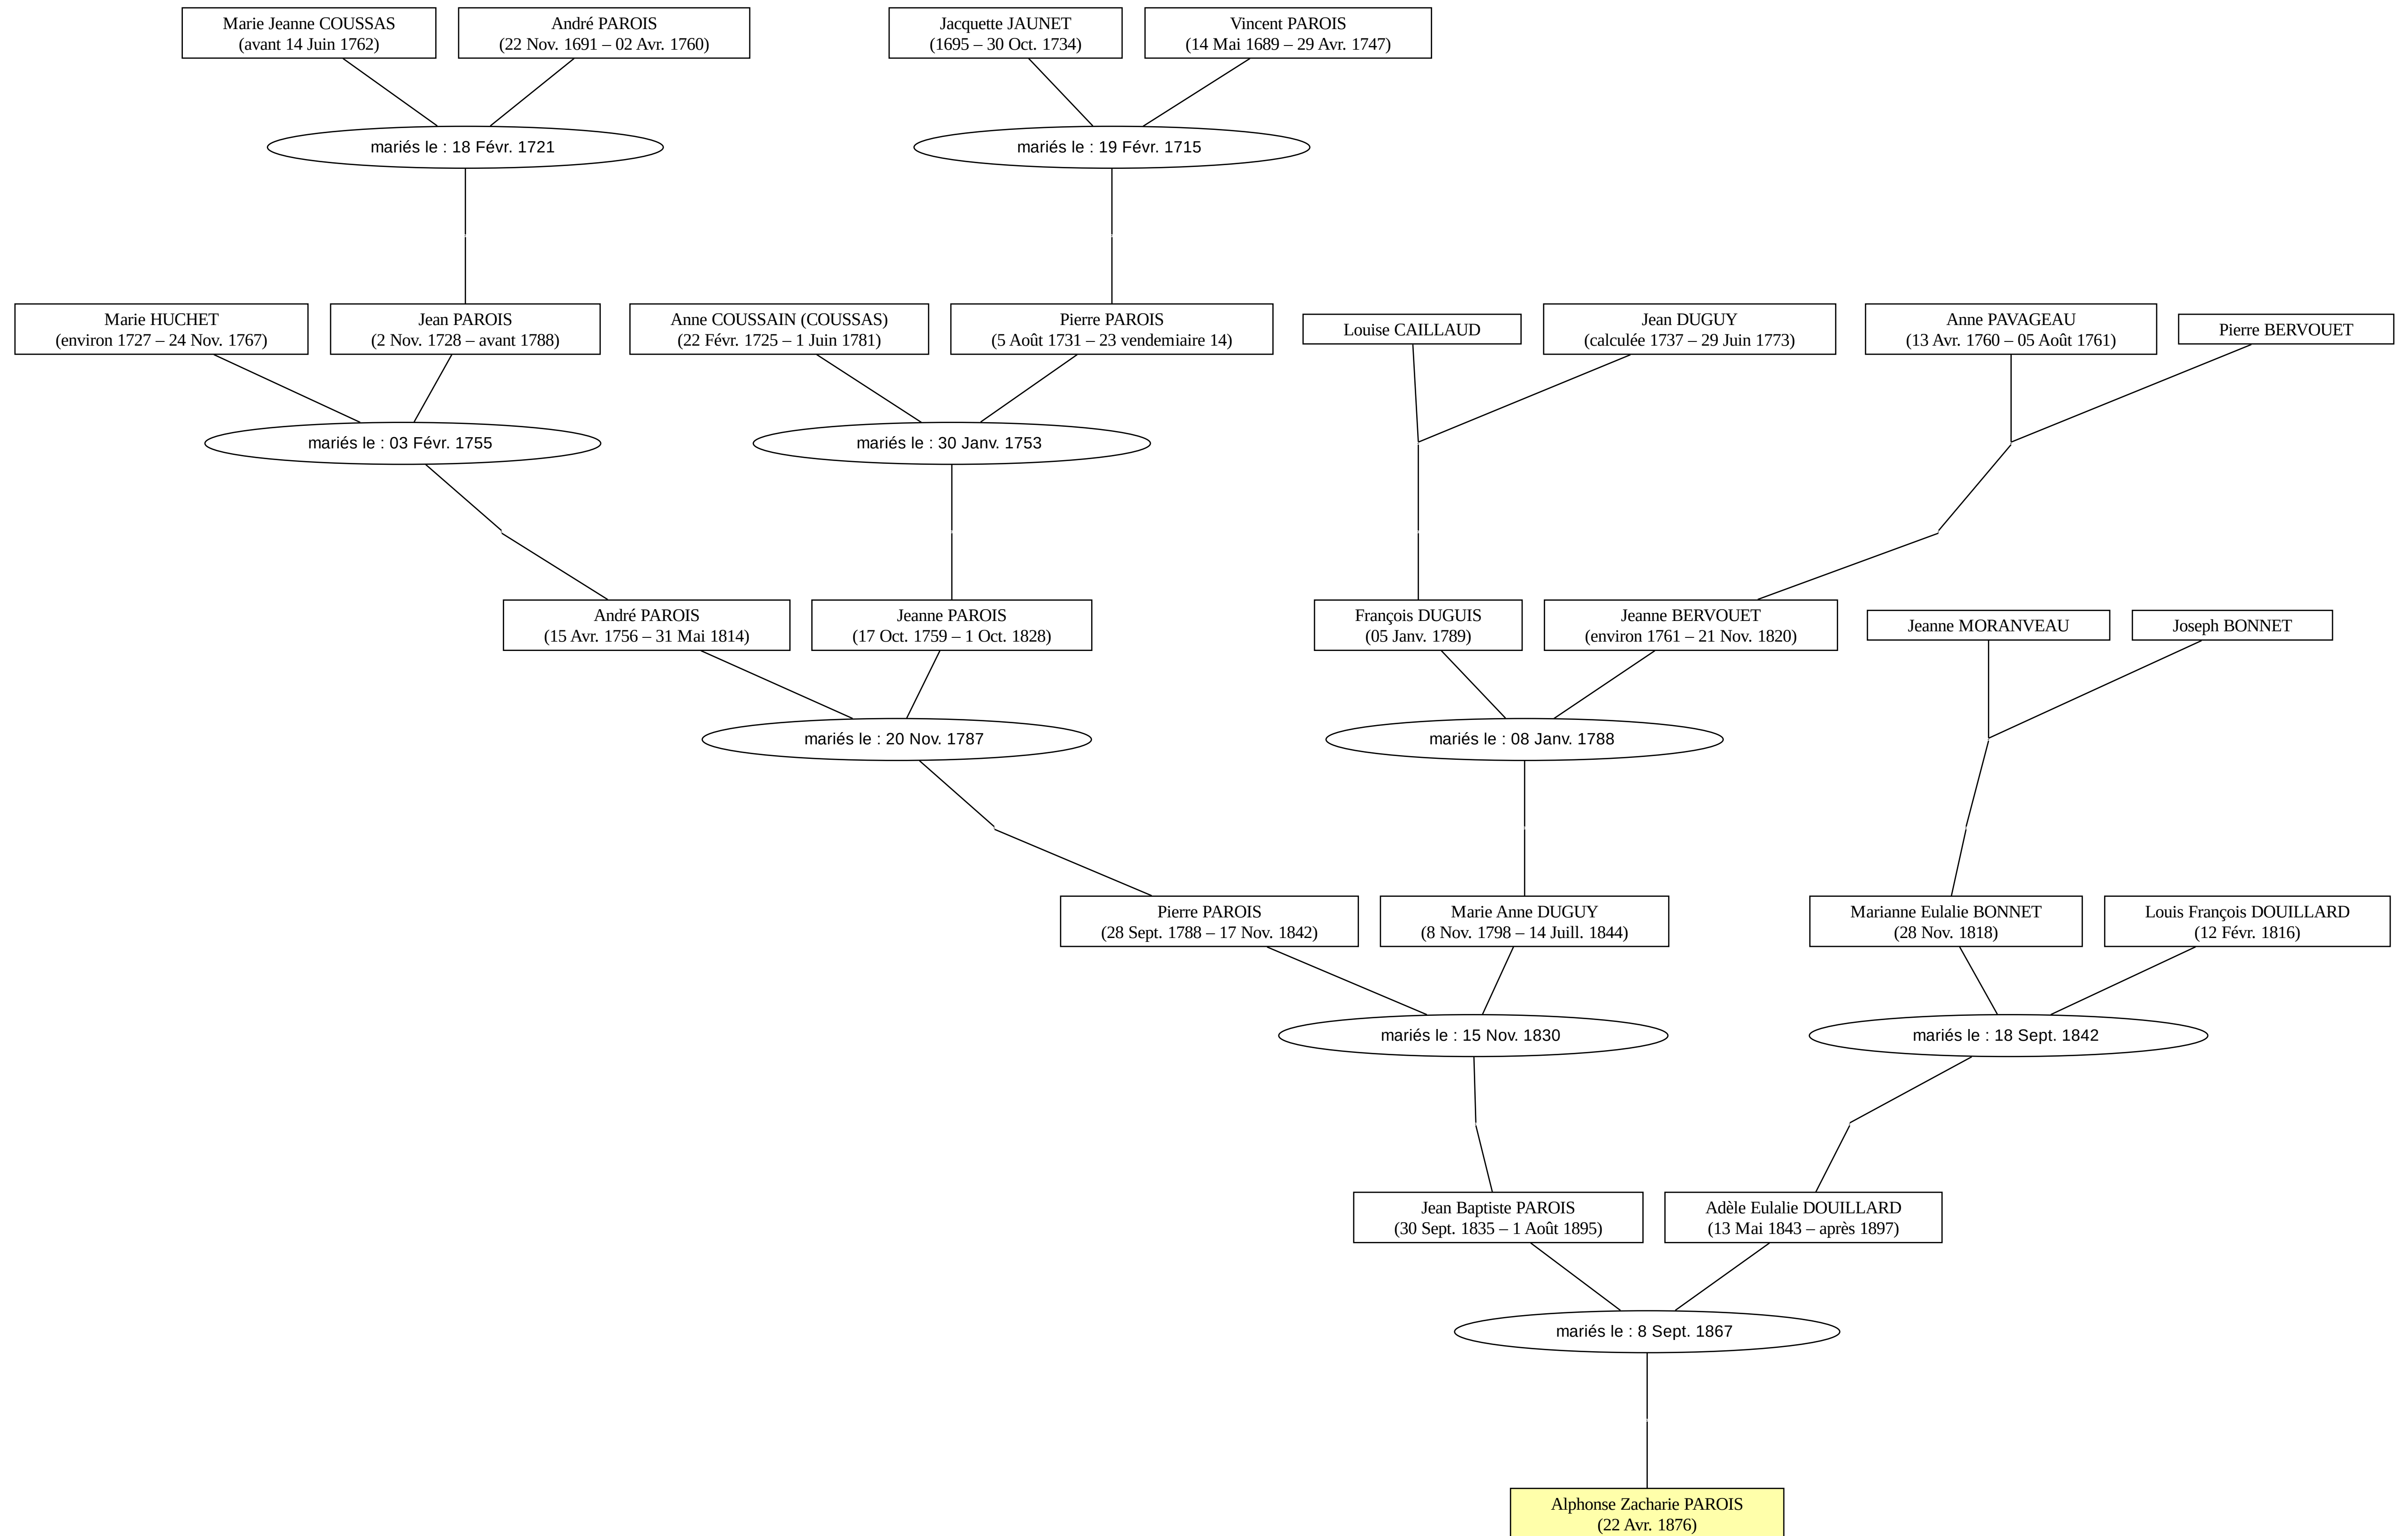 Marie Jeanne COUSSAS
(avant 14 Juin 1762)
André PAROIS
(22 Nov. 1691 – 02 Avr. 1760)
Jacquette JAUNET
(1695 – 30 Oct. 1734)
Vincent PAROIS
(14 Mai 1689 – 29 Avr. 1747)
mariés le : 18 Févr. 1721
mariés le : 19 Févr. 1715
Marie HUCHET
(environ 1727 – 24 Nov. 1767)
Jean PAROIS
(2 Nov. 1728 – avant 1788)
Anne COUSSAIN (COUSSAS)
(22 Févr. 1725 – 1 Juin 1781)
Pierre PAROIS
(5 Août 1731 – 23 vendemiaire 14)
Louise CAILLAUD
Jean DUGUY
(calculée 1737 – 29 Juin 1773)
Anne PAVAGEAU
(13 Avr. 1760 – 05 Août 1761)
Pierre BERVOUET
mariés le : 03 Févr. 1755
mariés le : 30 Janv. 1753
André PAROIS
(15 Avr. 1756 – 31 Mai 1814)
Jeanne PAROIS
(17 Oct. 1759 – 1 Oct. 1828)
François DUGUIS
(05 Janv. 1789)
Jeanne BERVOUET
(environ 1761 – 21 Nov. 1820)
Jeanne MORANVEAU
Joseph BONNET
mariés le : 20 Nov. 1787
mariés le : 08 Janv. 1788
Pierre PAROIS
(28 Sept. 1788 – 17 Nov. 1842)
Marie Anne DUGUY
(8 Nov. 1798 – 14 Juill. 1844)
Marianne Eulalie BONNET
(28 Nov. 1818)
Louis François DOUILLARD
(12 Févr. 1816)
mariés le : 15 Nov. 1830
mariés le : 18 Sept. 1842
Jean Baptiste PAROIS
(30 Sept. 1835 – 1 Août 1895)
Adèle Eulalie DOUILLARD
(13 Mai 1843 – après 1897)
mariés le : 8 Sept. 1867
Alphonse Zacharie PAROIS
(22 Avr. 1876)